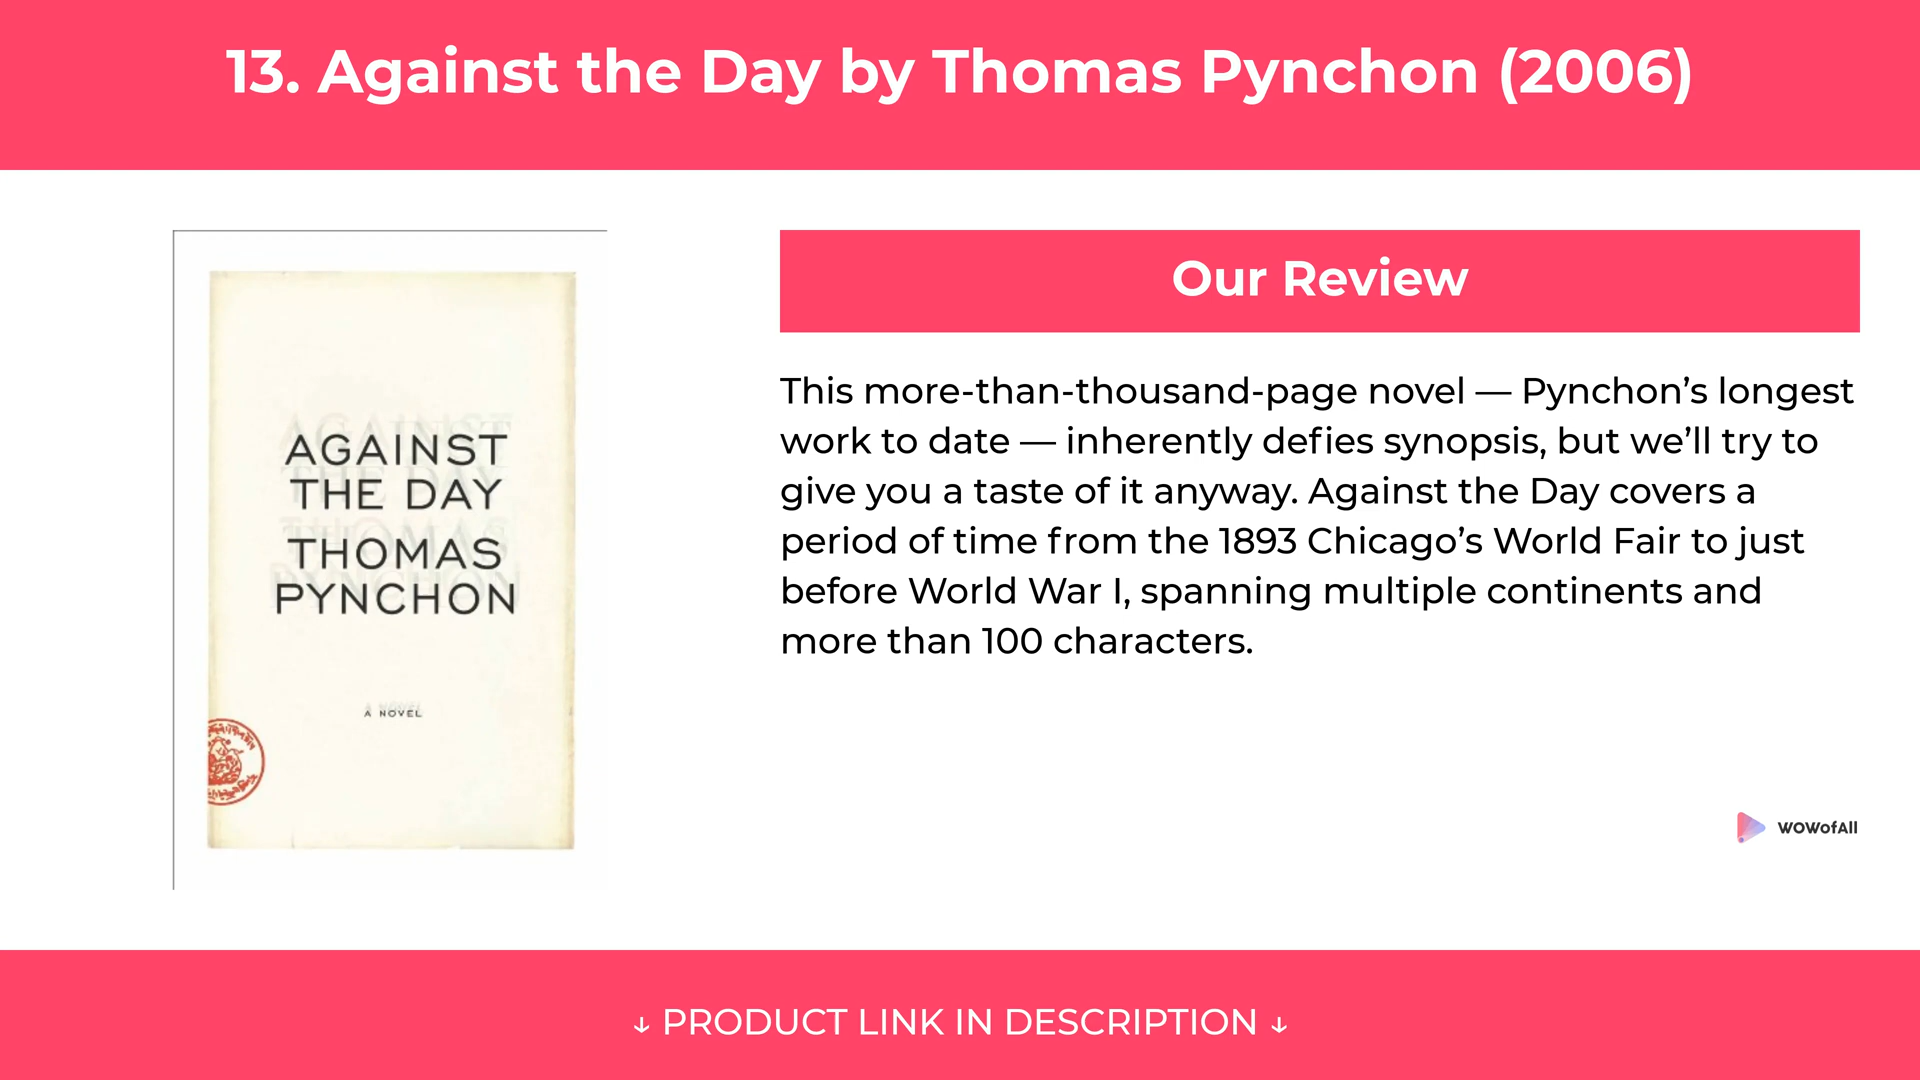 13. Against the Day by Thomas Pynchon (2006)
AGAINST
THE DAY
THOMAS
PYNCHON
A NOVEL
Our Review
This more-than-thousand-page novel — Pynchon’s longest
work to date — inherently defies synopsis, but we’ll try to
give you a taste of it anyway. Against the Day covers a
period of time from the 1893 Chicago’s World Fair to just
before World War I, spanning multiple continents and
more than 100 characters.
WOWofAll
↓ PRODUCT LINK IN DESCRIPTION ↓